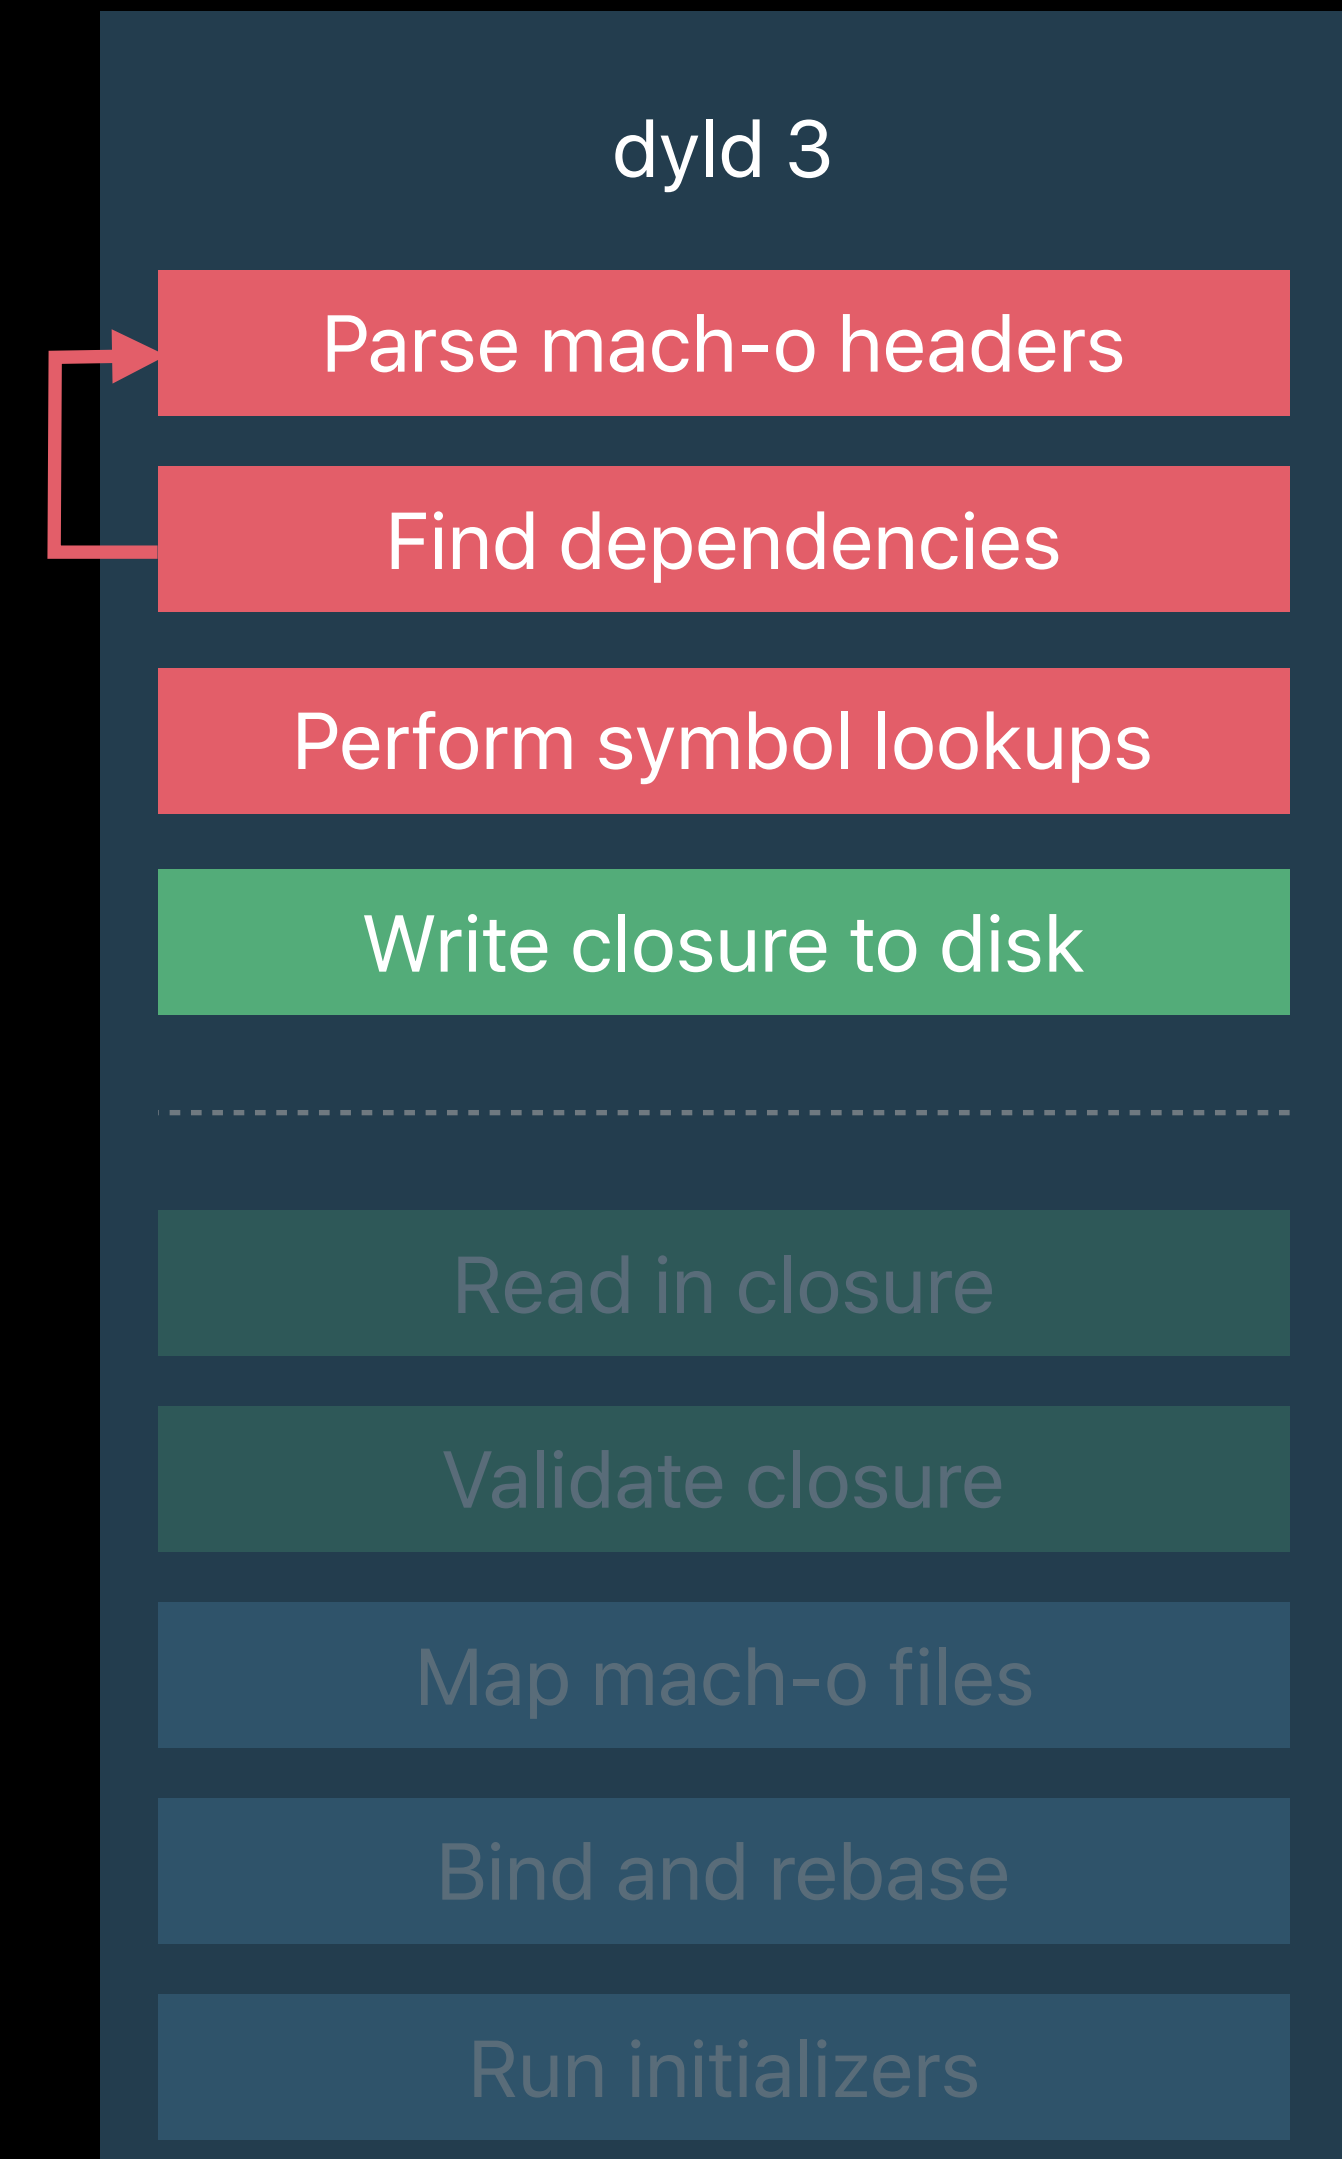 dyld 3
Parse mach-o headers
Find dependencies
Perform symbol lookups
Write closure to disk
Read in closure
Validate closure
Map mach-o files
Bind and rebase
Run initializers